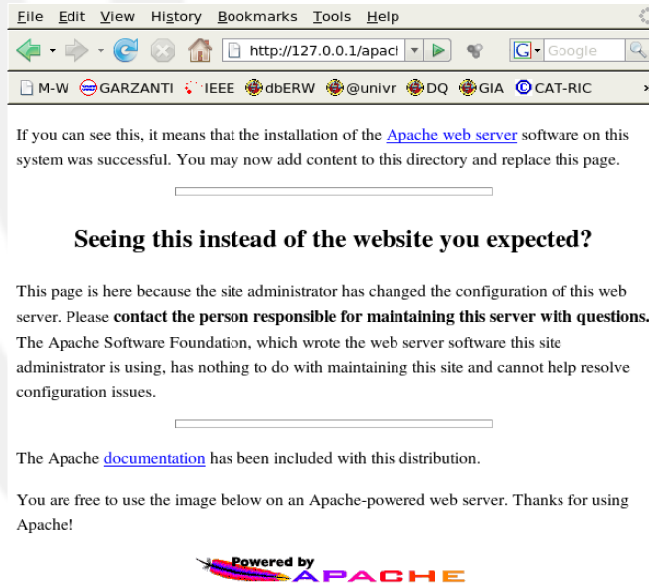 File Edit View History Bookmarks Tools Help
http://127.0.0.1/apacl G Google
M-W GARZANTI IEEE dbERW @univr DQ GIA © CAT-RIC
If you can see this, it means that the installation of the Apache web server software on this
system was successful. You may now add content to this directory and replace this page.
Seeing this instead of the website you expected?
This page is here because the site administrator has changed the configuration of this web
server. Please contact the person responsible for maintaining this server with questions.
The Apache Software Foundation, which wrote the web server software this site
administrator is using, has nothing to do with maintaining this site and cannot help resolve
configuration issues.
The Apache documentation has been included with this distribution.
You are free to use the image below on an Apache-powered web server. Thanks for using
Apache!
Powered by
APACHE